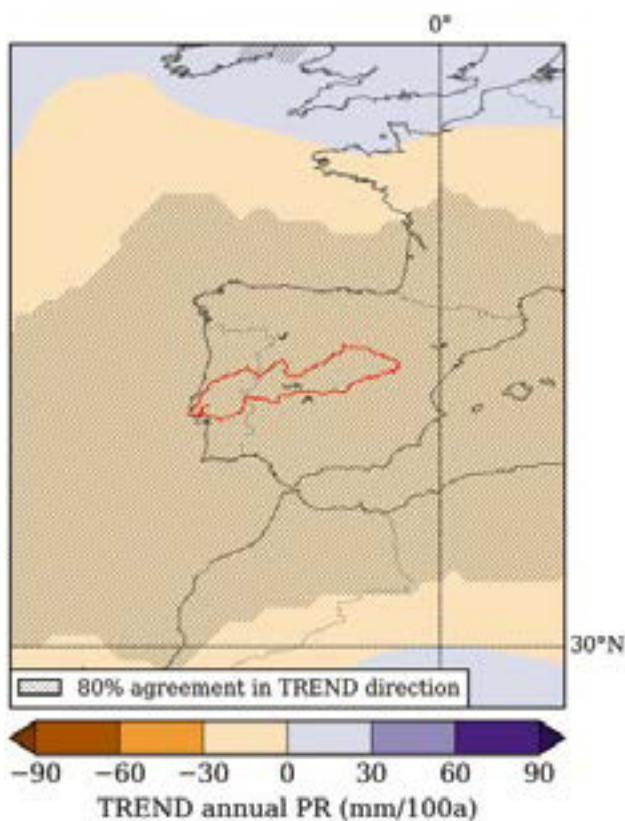 0°
30°N
80% agreement in TREND direction
−90 −60 −30 0 30 60 90
TREND annual PR (mm/100a)